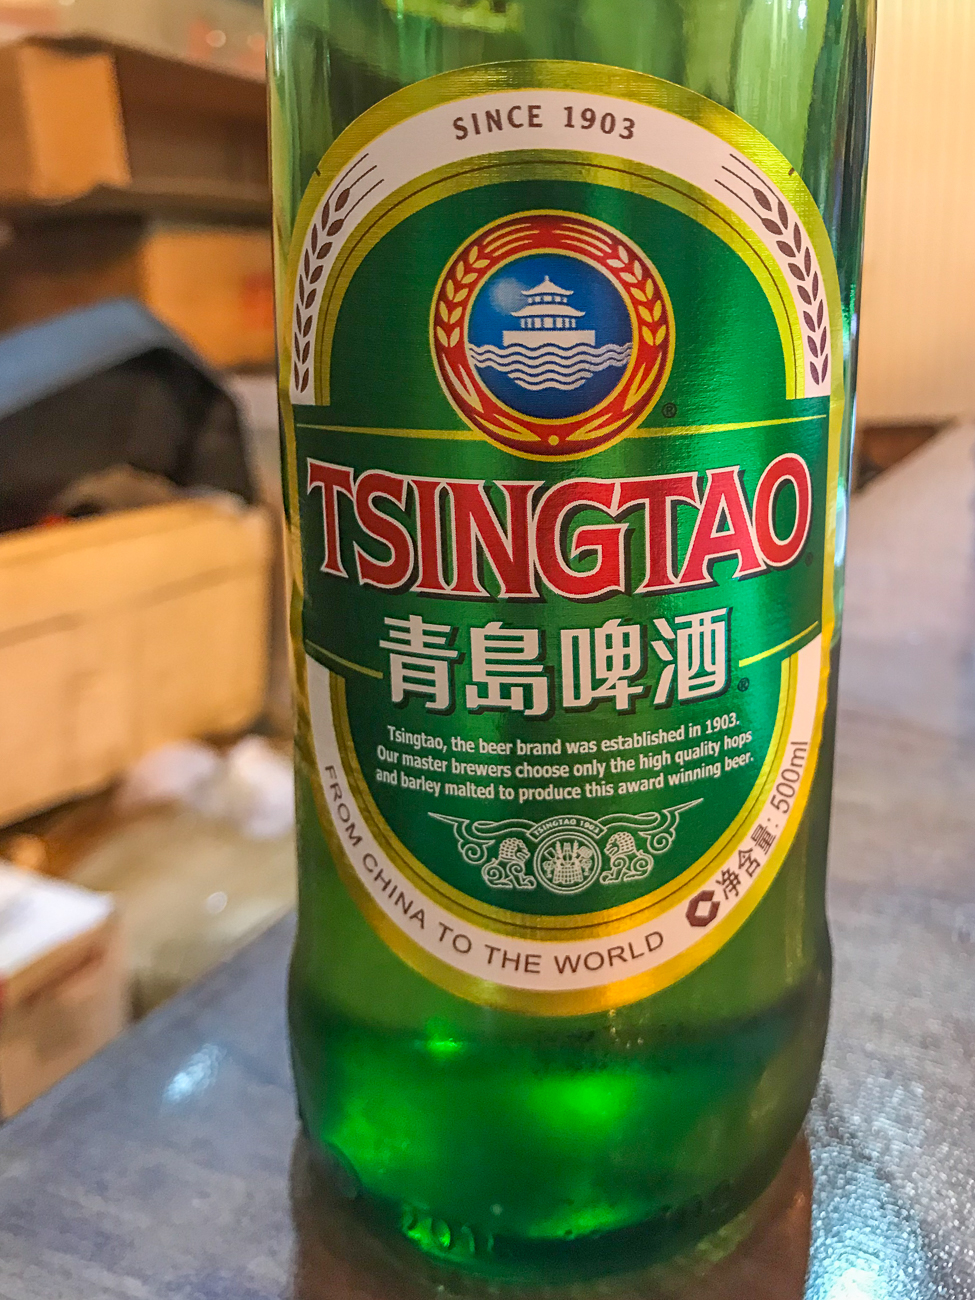 SINCE 1903
TSINGTAO
青島啤酒
Tsingtao, the beer brand was established in 1903.
Our master brewers choose only the high quality hops
and barley malted to produce this award winning beer.
TSINGTAO 1903
FROM CHINA TO THE WORLD
净含量: 500ml